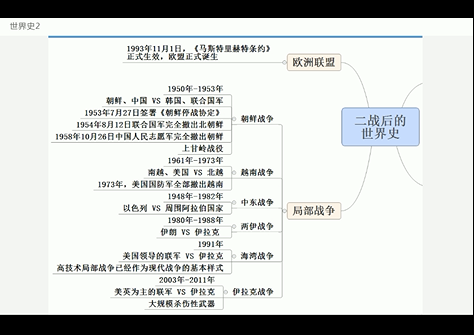 世界史2
1993年11月1日，《马斯特里赫特条约》
正式生效，欧盟正式诞生
欧洲联盟
二战后的
世界史
1950年-1953年
朝鲜、中国 VS 韩国、联合国军
1953年7月27日签署《朝鲜停战协定》
1954年8月12日联合国军完全撤出北朝鲜
1958年10月26日中国人民志愿军完全撤出朝鲜
上甘岭战役
朝鲜战争
1961年-1973年
南越、美国 VS 北越
1973年，美国国防军全部撤出越南
越南战争
1948年-1982年
以色列 VS 周围阿拉伯国家
中东战争
1980年-1988年
伊朗 VS 伊拉克
两伊战争
1991年
美国领导的联军 VS 伊拉克
高技术局部战争已经作为现代战争的基本样式
海湾战争
2003年-2011年
美英为主的联军 VS 伊拉克
大规模杀伤性武器
伊拉克战争
局部战争